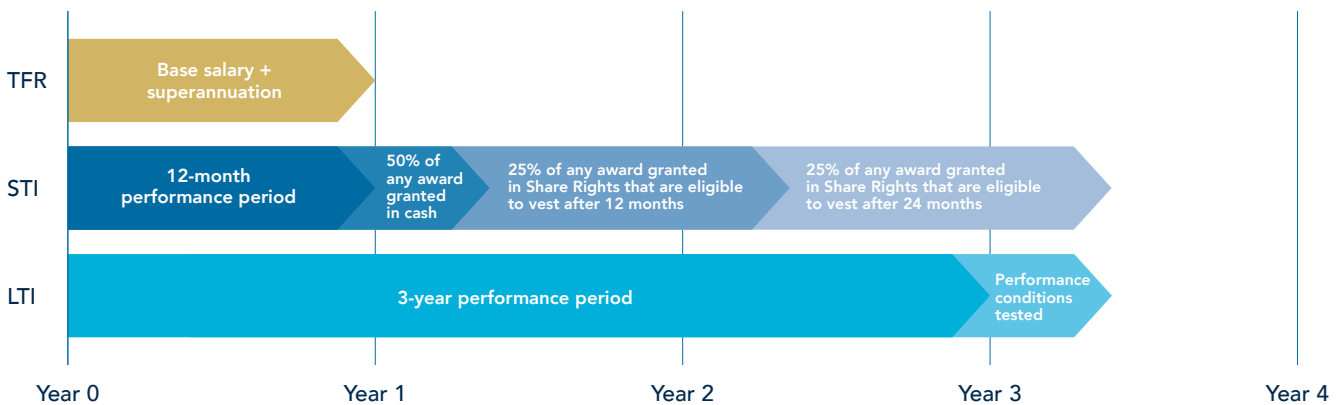 TFR
Base salary +
superannuation
STI
12-month
performance period
50% of
any award
granted
in cash
25% of any award granted
in Share Rights that are eligible
to vest after 12 months
25% of any award granted
in Share Rights that are eligible
to vest after 24 months
LTI
3-year performance period
Performance
conditions
tested
Year 0
Year 1
Year 2
Year 3
Year 4